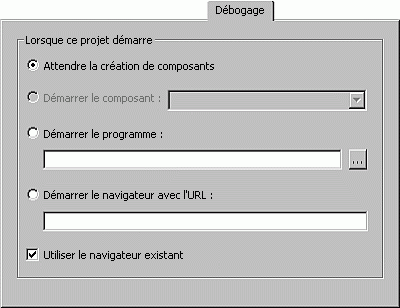 Débogage
Lorsque ce projet démarre
Attendre la création de composants
Démarrer le composant :
Démarrer le programme :
...
Démarrer le navigateur avec l'URL :
Utiliser le navigateur existant